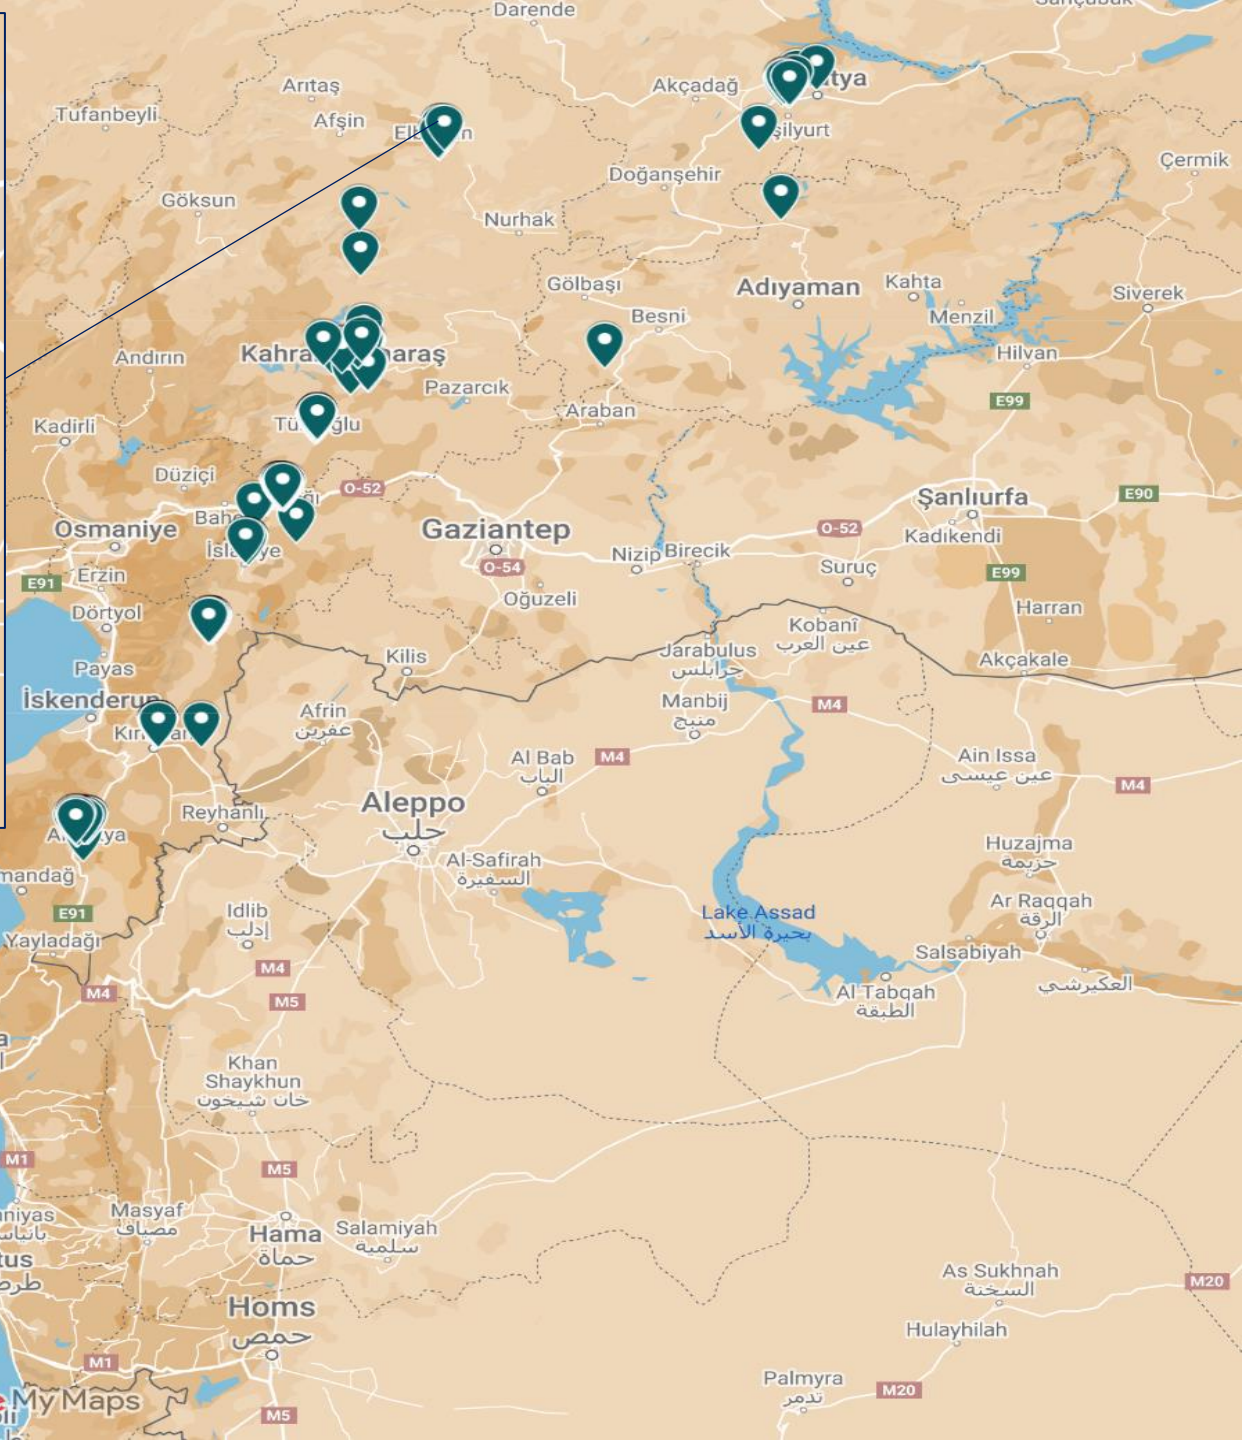 Darende
Arıtaş
Akçadağ
Tufanbeyli
Afşin
Çermik
Doğanşehir
Göksun
Nurhak
Gölbaşı
Adıyaman
Kahta
Siverek
Besni
Menzil
Andırın
Hilvan
Pazarcık
E99
Araban
Kadirli
Düziçi
O-52
Şanlıurfa
E90
Osmaniye
Gaziantep
O-52
Kadıkendi
Nizip
Birecik
O-54
Suruç
E91
Erzin
E99
Oğuzeli
Dörtyol
Harran
Kobanî
عين العرب
Kilis
Jarabulus
جرابلس
Akçakale
Payas
Manbij
منبج
M4
Afrin
عفرين
Al Bab
الباب
M4
Ain Issa
عين عيسى
M4
Reyhanlı
Aleppo
حلب
Huzajma
حزيمة
Al-Safirah
السفيرة
mandağ
E91
Idlib
إدلب
Lake Assad
بحيرة الأسد
Ar Raqqah
الرقة
Yayladağı
Salsabiyah
M4
M4
M5
Al Tabqah
الطبقة
العكيرشي
Khan
Shaykhun
خان شيخون
M1
M5
Masyaf
مصياف
Hama
حماة
Salamiyah
سلمية
As Sukhnah
السخنة
M20
Homs
حمص
Hulayhilah
M1
Palmyra
تدمر
M20
My Maps
M5